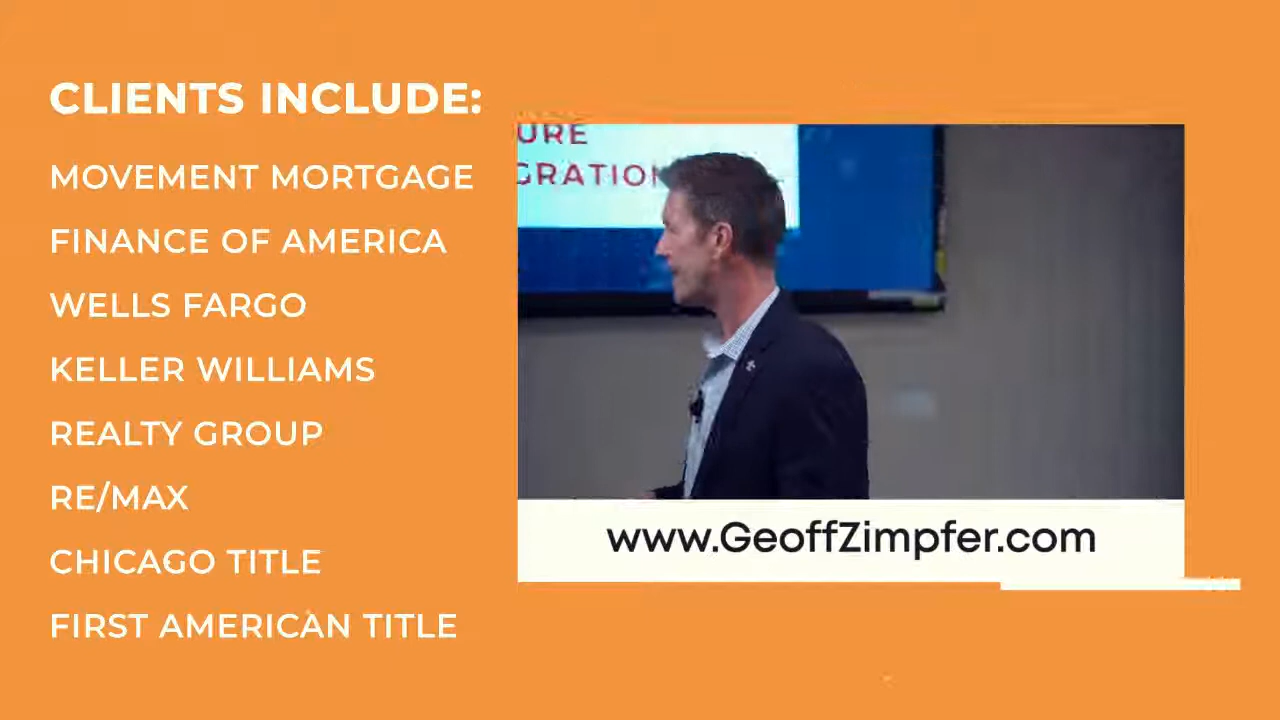 CLIENTS INCLUDE:
MOVEMENT MORTGAGE
FINANCE OF AMERICA
WELLS FARGO
KELLER WILLIAMS
REALTY GROUP
RE/MAX
CHICAGO TITLE
FIRST AMERICAN TITLE
URE
GRATION
www.GeoffZimpfer.com